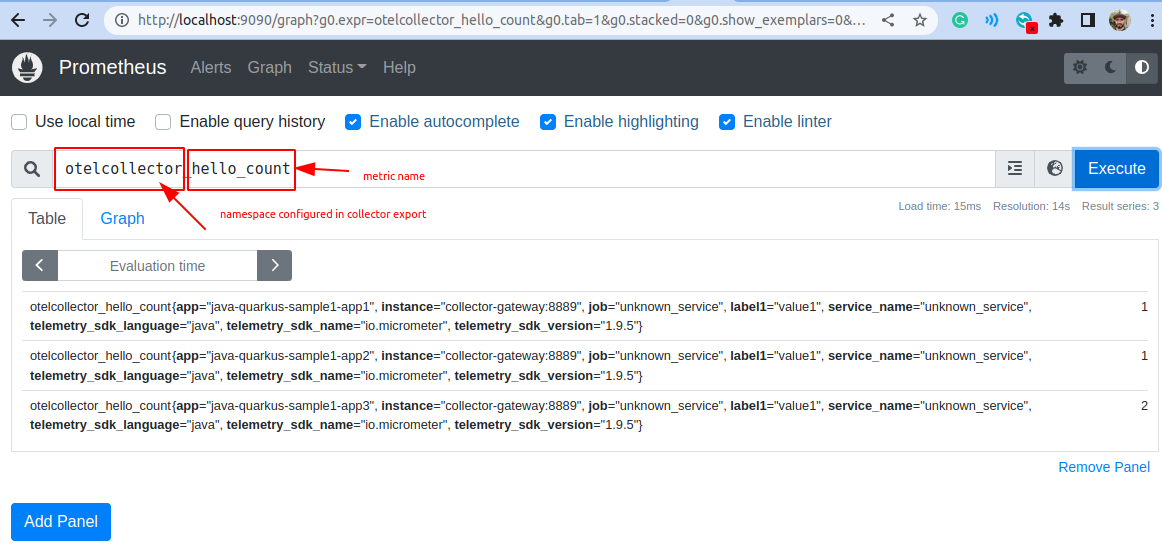 http://localhost:9090/graph?g0.expr=otelcollector_hello_count&g0.tab=1&g0.stacked=0&g0.show_exemplars=0&...
Prometheus Alerts Graph Status Help
Use local time Enable query history Enable autocomplete Enable highlighting Enable linter
otelcollector_hello_count Execute
metric name
namespace configured in collector export
Load time: 15ms Resolution: 14s Result series: 3
Table Graph
Evaluation time
otelcollector_hello_count{app="java-quarkus-sample1-app1", instance="collector-gateway:8889", job="unknown_service", label1="value1", service_name="unknown_service", 1
telemetry_sdk_language="java", telemetry_sdk_name="io.micrometer", telemetry_sdk_version="1.9.5"}
otelcollector_hello_count{app="java-quarkus-sample1-app2", instance="collector-gateway:8889", job="unknown_service", label1="value1", service_name="unknown_service", 1
telemetry_sdk_language="java", telemetry_sdk_name="io.micrometer", telemetry_sdk_version="1.9.5"}
otelcollector_hello_count{app="java-quarkus-sample1-app3", instance="collector-gateway:8889", job="unknown_service", label1="value1", service_name="unknown_service", 2
telemetry_sdk_language="java", telemetry_sdk_name="io.micrometer", telemetry_sdk_version="1.9.5"}
Remove Panel
Add Panel